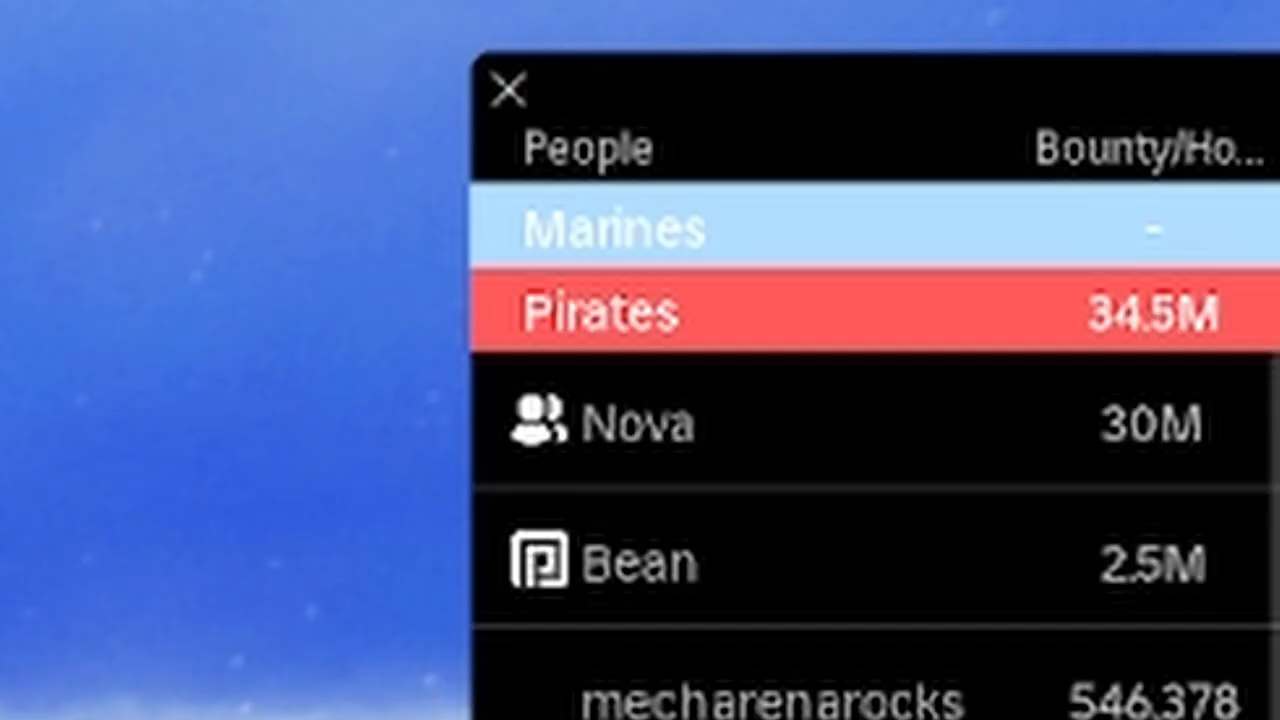 People Bounty/Ho...
Marines -
Pirates 34.5M
Nova 30M
Bean 2.5M
mecharenarocks 546,378